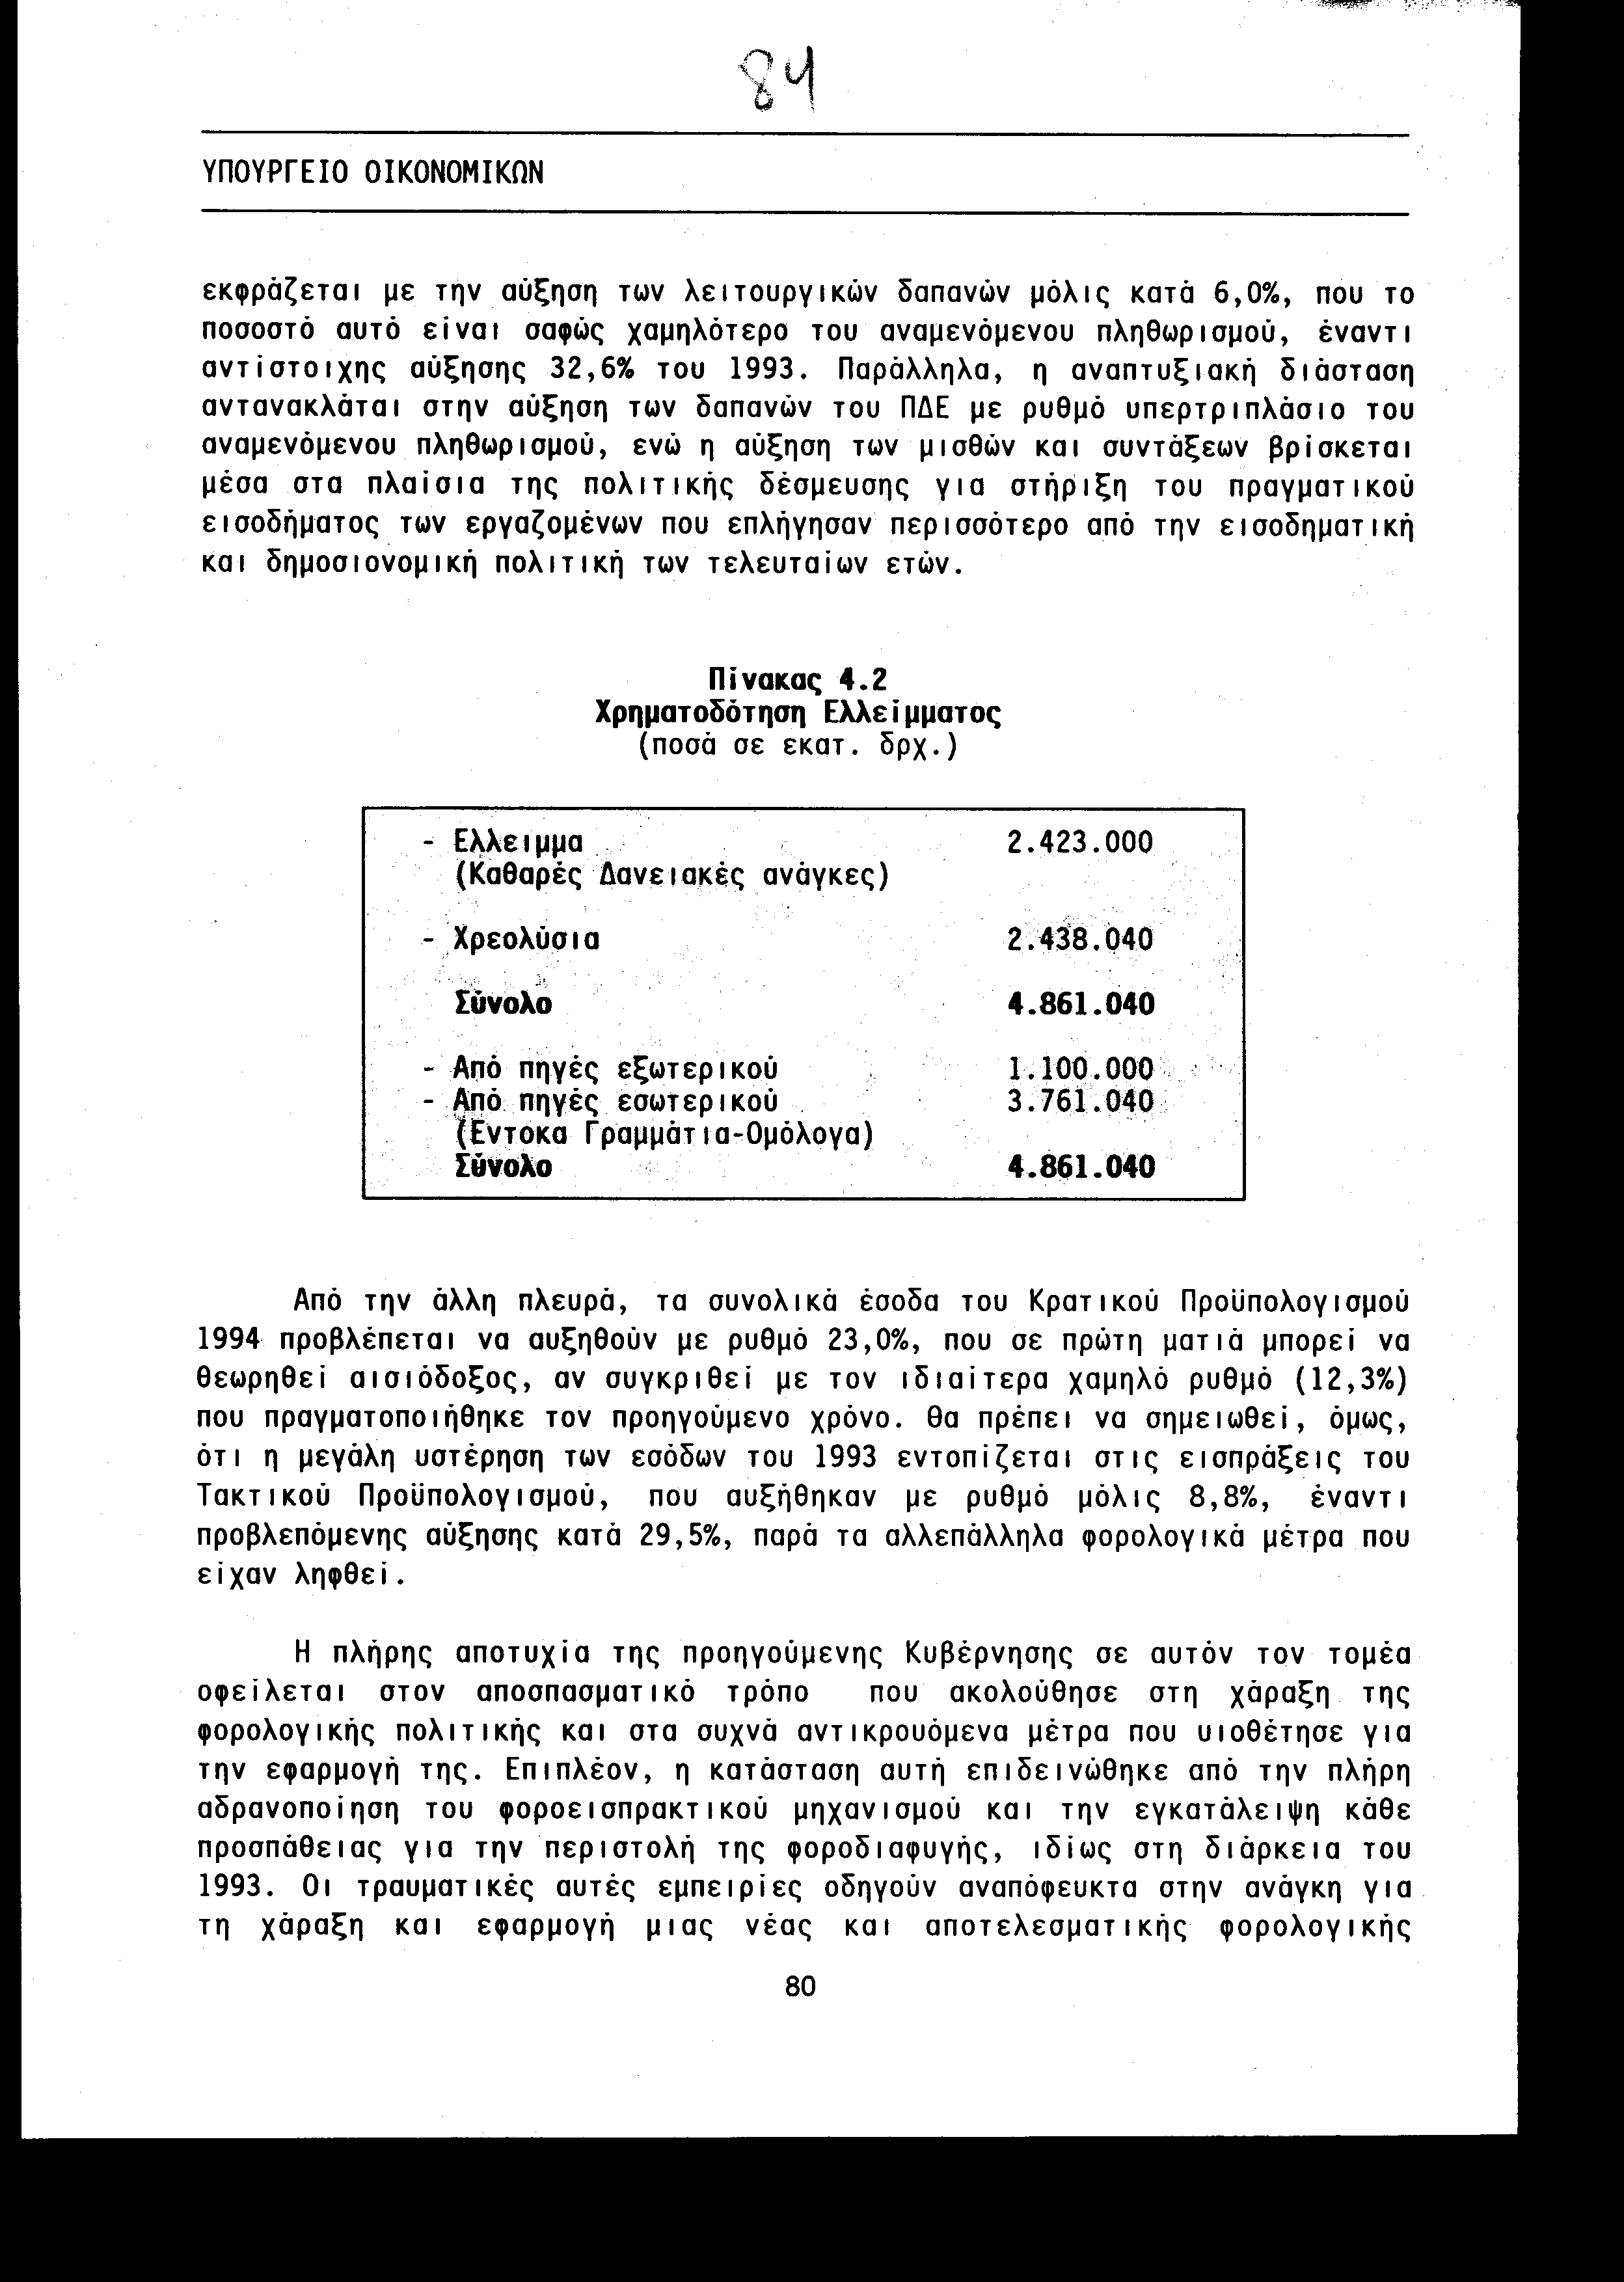 84
ΥΠΟΥΡΓΕΙΟ ΟΙΚΟΝΟΜΙΚΩΝ
εκφράζεται με την αύξηση των λειτουργικών δαπανών μόλις κατά 6,0%, που το
ποσοστό αυτό είναι σαφώς χαμηλότερο του αναμενόμενου πληθωρισμού, έναντι
αντίστοιχης αύξησης 32,6% του 1993. Παράλληλα, η αναπτυξιακή διάσταση
αντανακλάται στην αύξηση των δαπανών του ΠΔΕ με ρυθμό υπερτριπλάσιο του
αναμενόμενου πληθωρισμού, ενώ η αύξηση των μισθών και συντάξεων βρίσκεται
μέσα στα πλαίσια της πολιτικής δέσμευσης για στήριξη του πραγματικού
εισοδήματος των εργαζομένων που επλήγησαν περισσότερο από την εισοδηματική
και δημοσιονομική πολιτική των τελευταίων ετών.
Πίνακας 4.2
Χρηματοδότηση Ελλείμματος
(ποσά σε εκατ. δρχ.)
- Ελλειμμα 2.423.000
(Καθαρές Δανειακές ανάγκες)
- Χρεολύσια 2.438.040
Σύνολο 4.861.040
- Από πηγές εξωτερικού 1.100.000
- Από πηγές εσωτερικού 3.761.040
(Εντοκα Γραμμάτια-Ομόλογα)
Σύνολο 4.861.040
Από την άλλη πλευρά, τα συνολικά έσοδα του Κρατικού Προϋπολογισμού
1994 προβλέπεται να αυξηθούν με ρυθμό 23,0%, που σε πρώτη ματιά μπορεί να
θεωρηθεί αισιόδοξος, αν συγκριθεί με τον ιδιαίτερα χαμηλό ρυθμό (12,3%)
που πραγματοποιήθηκε τον προηγούμενο χρόνο. Θα πρέπει να σημειωθεί, όμως,
ότι η μεγάλη υστέρηση των εσόδων του 1993 εντοπίζεται στις εισπράξεις του
Τακτικού Προϋπολογισμού, που αυξήθηκαν με ρυθμό μόλις 8,8%, έναντι
προβλεπόμενης αύξησης κατά 29,5%, παρά τα αλλεπάλληλα φορολογικά μέτρα που
είχαν ληφθεί.
Η πλήρης αποτυχία της προηγούμενης Κυβέρνησης σε αυτόν τον τομέα
οφείλεται στον αποσπασματικό τρόπο που ακολούθησε στη χάραξη της
φορολογικής πολιτικής και στα συχνά αντικρουόμενα μέτρα που υιοθέτησε για
την εφαρμογή της. Επιπλέον, η κατάσταση αυτή επιδεινώθηκε από την πλήρη
αδρανοποίηση του φοροεισπρακτικού μηχανισμού και την εγκατάλειψη κάθε
προσπάθειας για την περιστολή της φοροδιαφυγής, ιδίως στη διάρκεια του
1993. Οι τραυματικές αυτές εμπειρίες οδηγούν αναπόφευκτα στην ανάγκη για
τη χάραξη και εφαρμογή μιας νέας και αποτελεσματικής φορολογικής
80